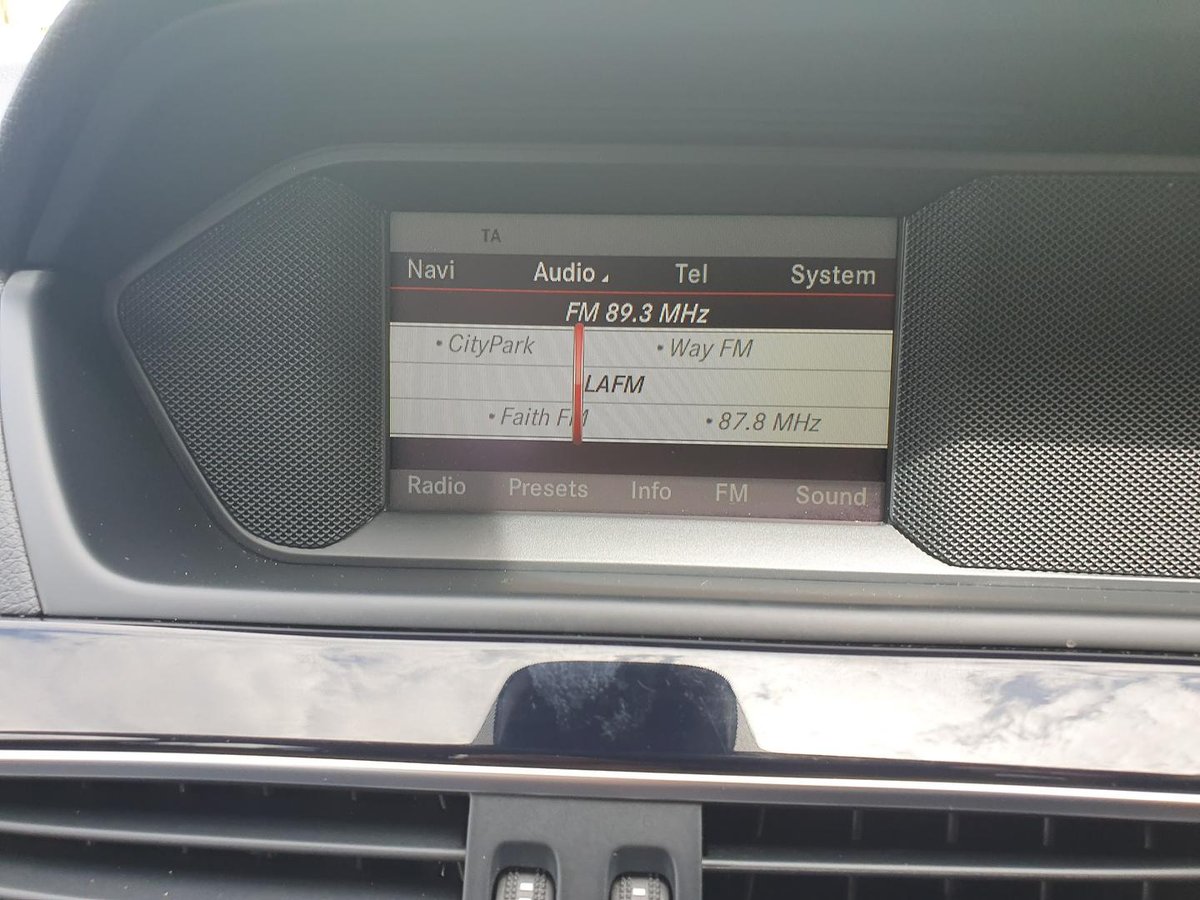 TA
Navi Audio Tel System
FM 89.3 MHz
• CityPark • Way FM
LAFM
• Faith FM • 87.8 MHz
Radio Presets Info FM Sound